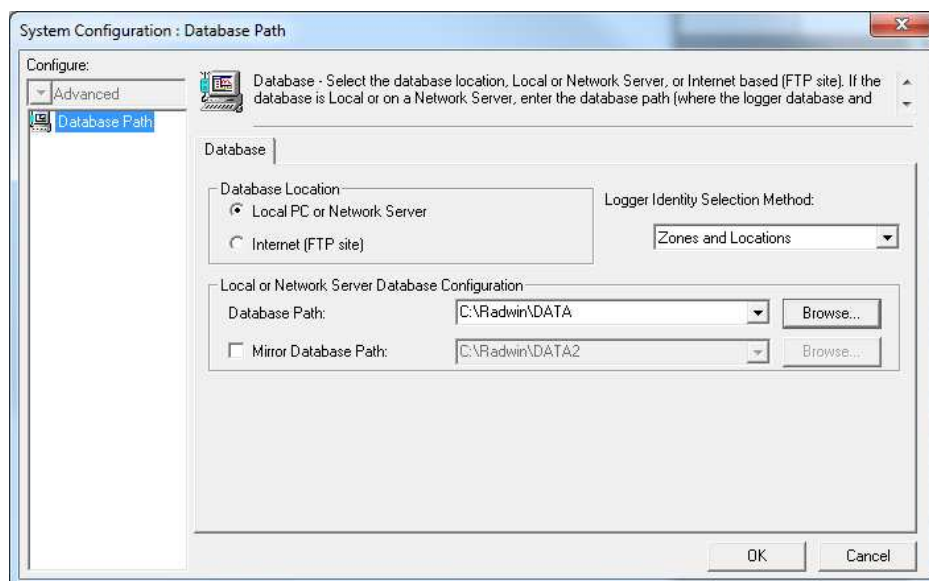 System Configuration : Database Path
Configure:
Advanced
Database Path
Database - Select the database location, Local or Network Server, or Internet based (FTP site). If the
database is Local or on a Network Server, enter the database path (where the logger database and
Database
Database Location
Local PC or Network Server
Internet (FTP site)
Logger Identity Selection Method:
Zones and Locations
Local or Network Server Database Configuration
Database Path:
C:\Radwin\DATA
Browse...
Mirror Database Path:
C:\Radwin\DATA2
Browse...
OK
Cancel